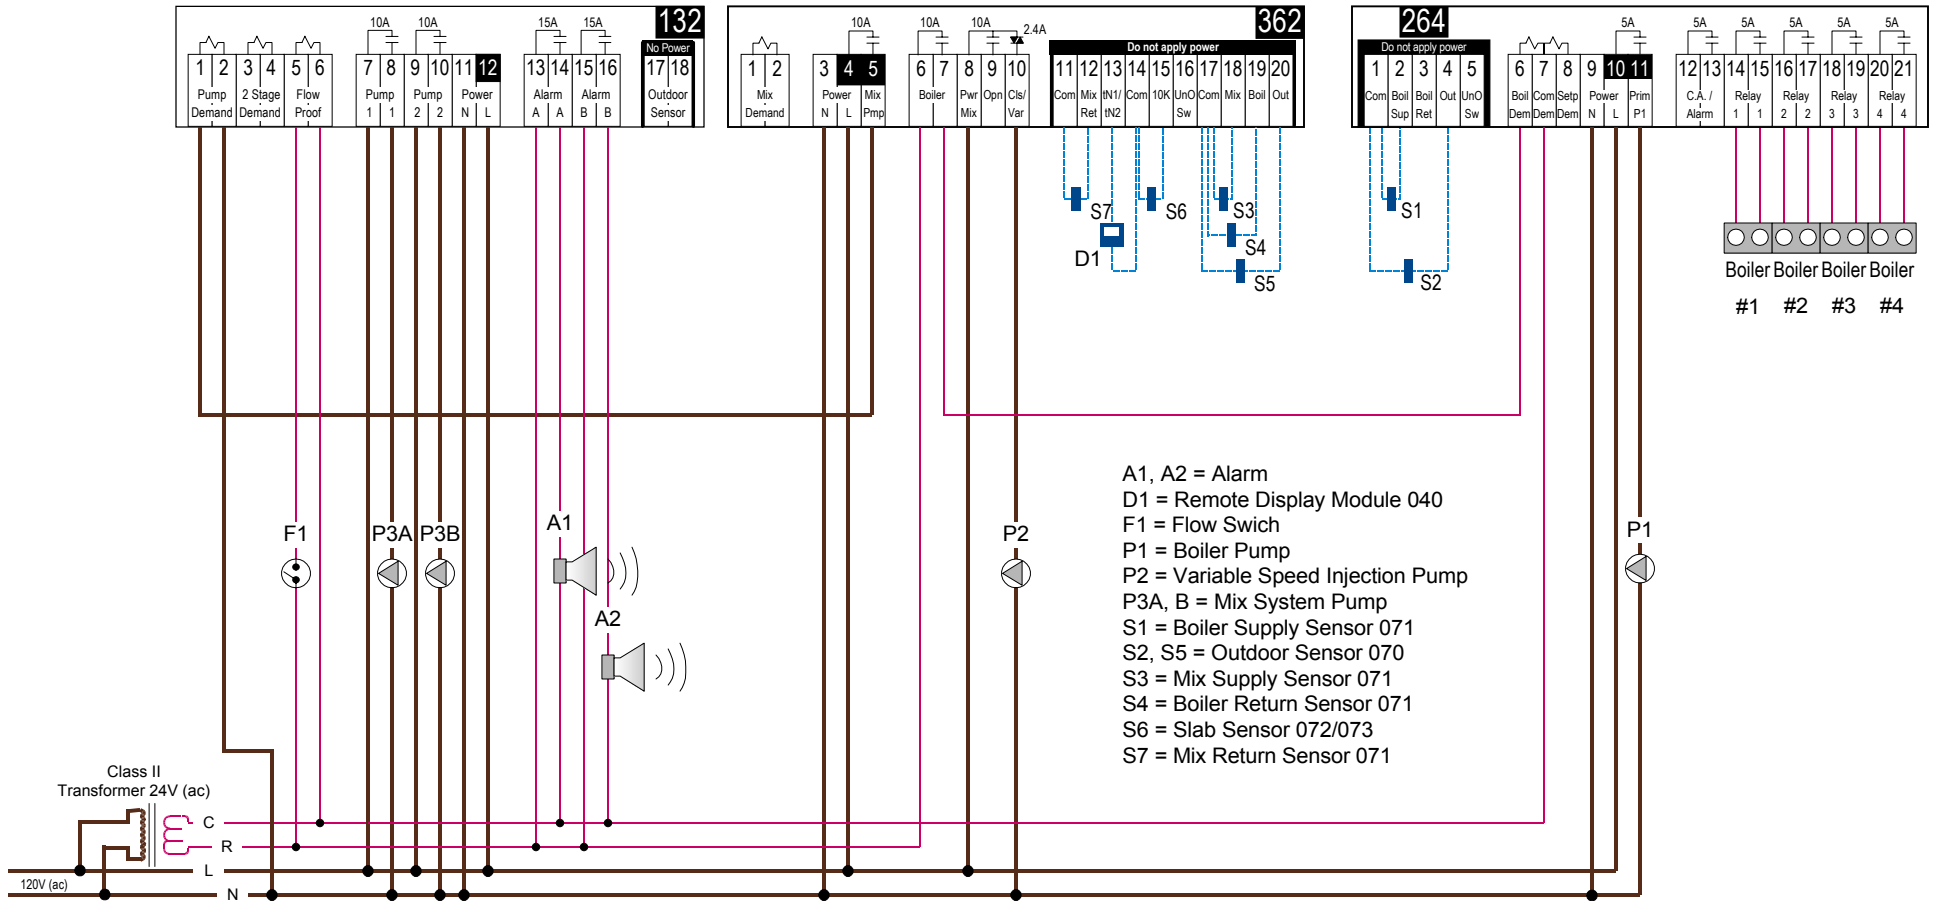 132
10A 10A 15A 15A
No Power
1 2 3 4 5 6 7 8 9 10 11 12 13 14 15 16 17 18
Pump 2 Stage Flow Pump Pump Power Alarm Alarm Outdoor
Demand Demand Proof 1 1 2 2 N L A A B B Sensor
362
10A 10A 10A 2.4A
Do not apply power
1 2 3 4 5 6 7 8 9 10 11 12 13 14 15 16 17 18 19 20
Mix Power Mix Boiler Pwr Opn Cls/ Com Mix tN1/ Com 10K UnO Com Mix Boil Out
Demand N L Pmp Mix Var Ret tN2 Sw
264
5A 5A 5A 5A 5A 5A
Do not apply power
1 2 3 4 5 6 7 8 9 10 11 12 13 14 15 16 17 18 19 20 21
Com Boil Boil Out UnO Boil Com Setp Power Prim C.A. / Relay Relay Relay Relay
Sup Ret Sw Dem Dem Dem N L P1 Alarm 1 1 2 2 3 3 4 4
S7 S6 S3
S4
D1
S5
S1
S2
Boiler Boiler Boiler Boiler
#1 #2 #3 #4
F1
P3A P3B
A1
A2
P2
P1
A1, A2 = Alarm
D1 = Remote Display Module 040
F1 = Flow Swich
P1 = Boiler Pump
P2 = Variable Speed Injection Pump
P3A, B = Mix System Pump
S1 = Boiler Supply Sensor 071
S2, S5 = Outdoor Sensor 070
S3 = Mix Supply Sensor 071
S4 = Boiler Return Sensor 071
S6 = Slab Sensor 072/073
S7 = Mix Return Sensor 071
Class II
Transformer 24V (ac)
C
R
L
120V (ac)
N